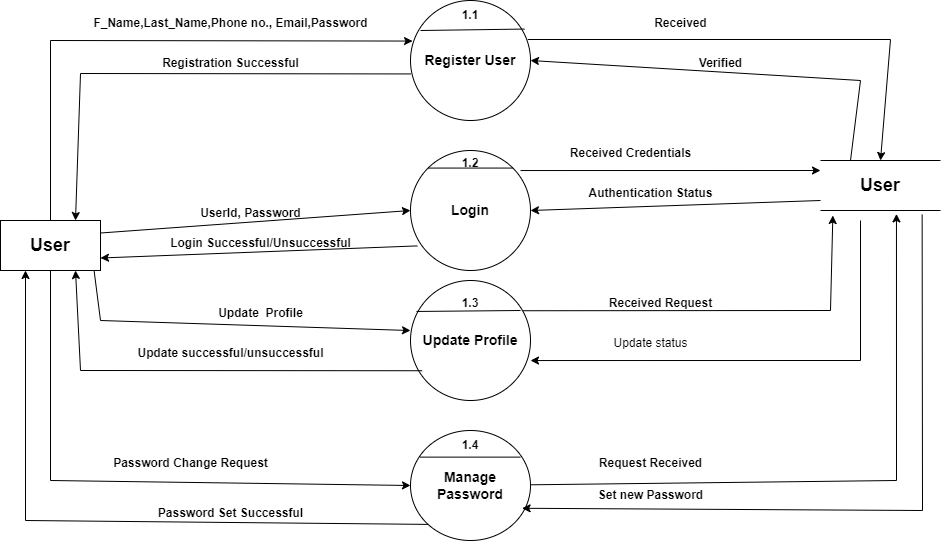 1.1
F_Name,Last_Name,Phone no., Email,Password
Received
Register User
Registration Successful
Verified
1.2
Received Credentials
User
Authentication Status
UserId, Password
Login
User
Login Successful/Unsuccessful
1.3
Received Request
Update Profile
Update Profile
Update status
Update successful/unsuccessful
1.4
Password Change Request
Request Received
Manage
Password
Set new Password
Password Set Successful